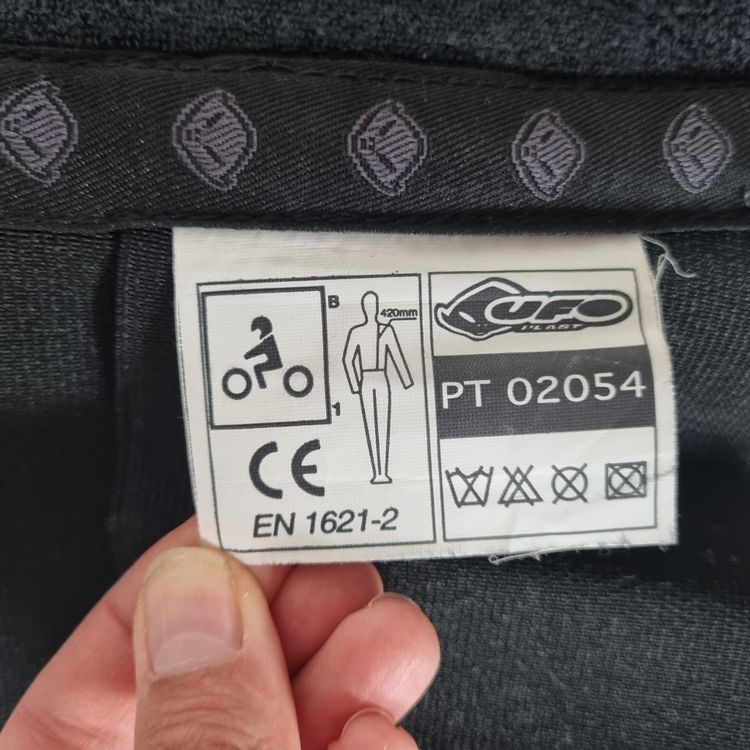 B
420mm
1
CE
EN 1621-2
UFO
PLAST
PT 02054